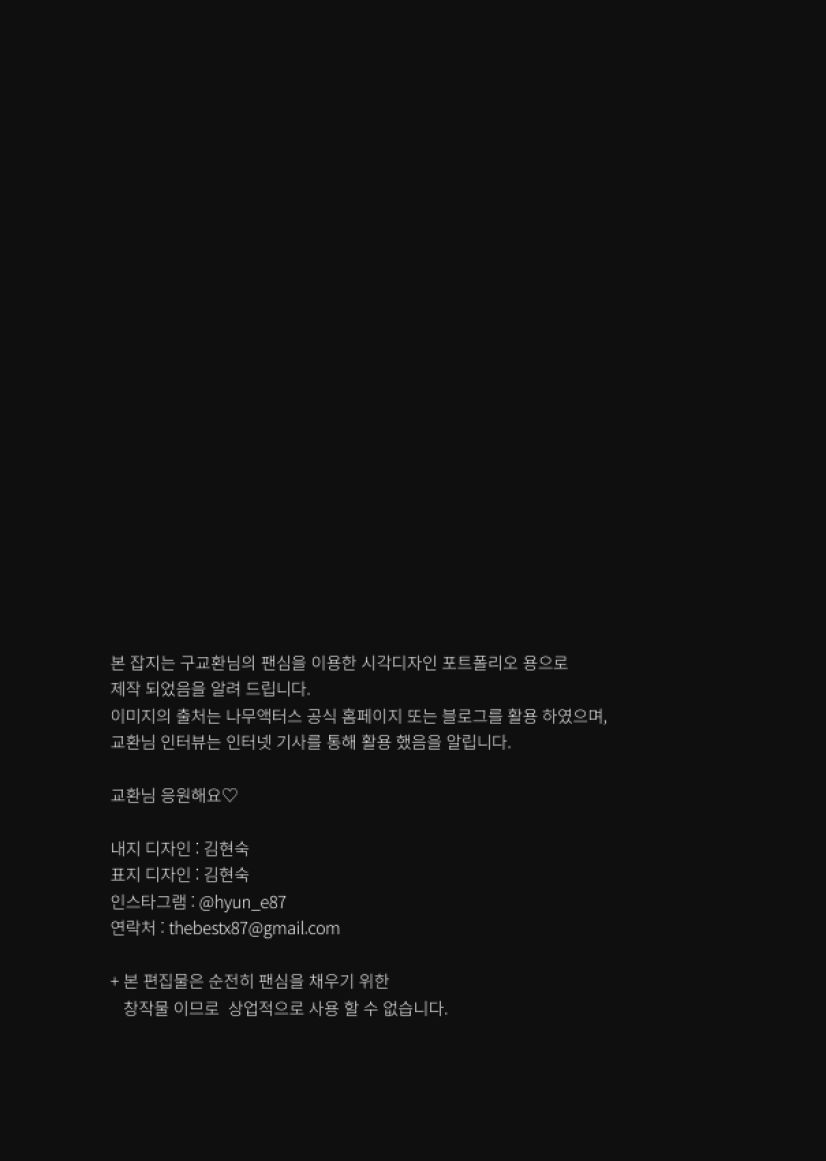 본 잡지는 구교환님의 팬심을 이용한 시각디자인 포트폴리오 용으로
제작 되었음을 알려 드립니다.
이미지의 출처는 나무액터스 공식 홈페이지 또는 블로그를 활용 하였으며,
교환님 인터뷰는 인터넷 기사를 통해 활용 했음을 알립니다.
교환님 응원해요♡
내지 디자인 : 김현숙
표지 디자인 : 김현숙
인스타그램 : @hyun_e87
연락처 : thebestx87@gmail.com
+ 본 편집물은 순전히 팬심을 채우기 위한
창작물 이므로  상업적으로 사용 할 수 없습니다.